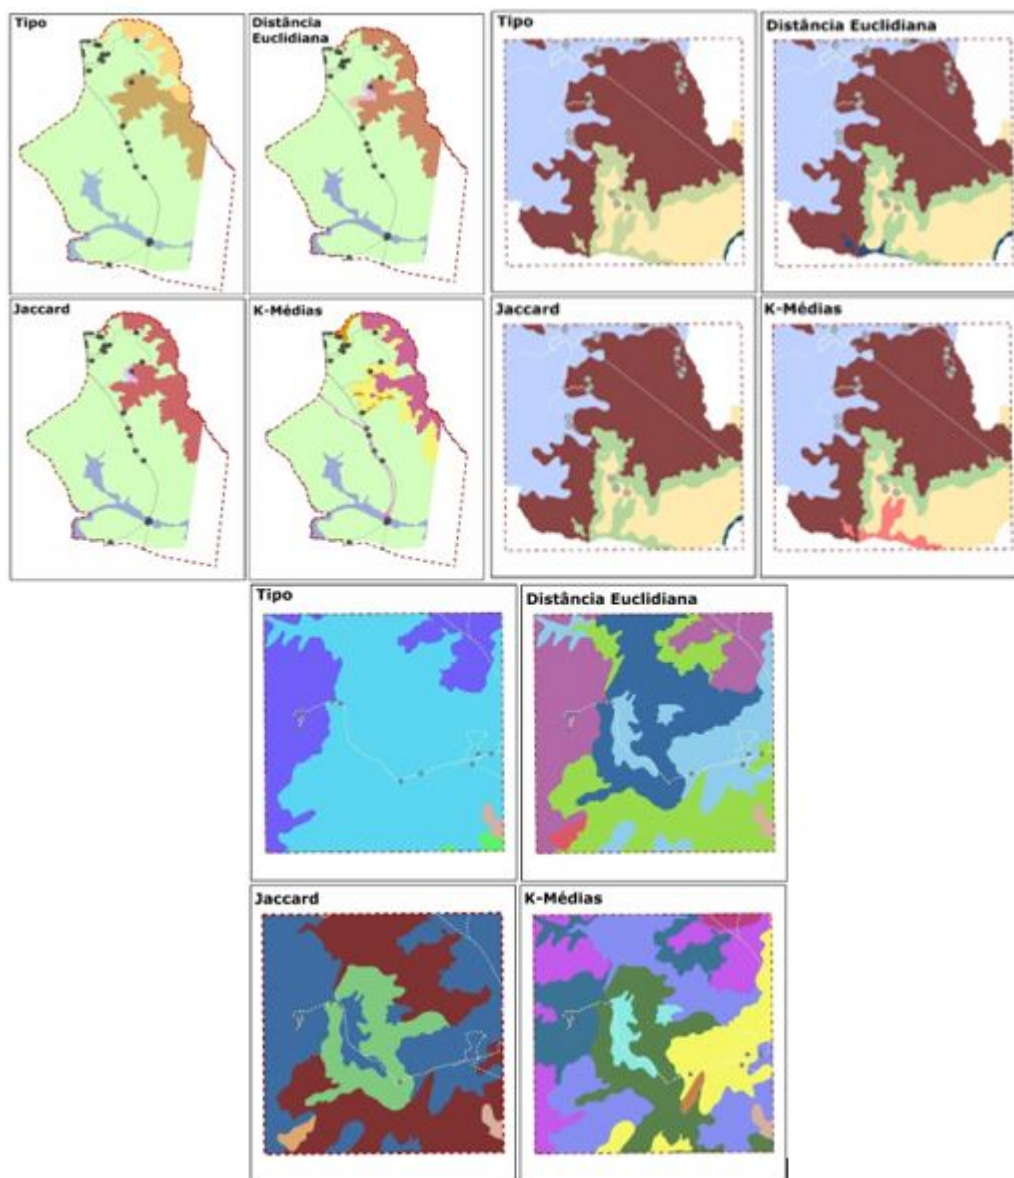 Tipo
Distância
Euclidiana
Tipo
Distância Euclidiana
Jaccard
K-Médias
Jaccard
K-Médias
Tipo
Distância Euclidiana
Jaccard
K-Médias